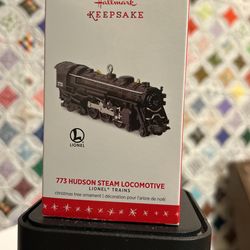 Hallmark
KEEPSAKE
LIONEL
773 HUDSON STEAM LOCOMOTIVE
LIONEL TRAINS
christmas tree ornament | décoration pour l'arbre de noël